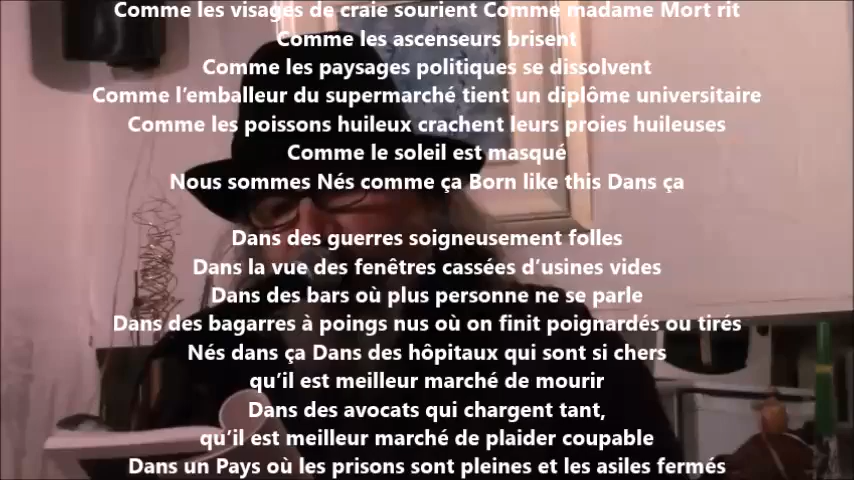 Comme les visages de craie sourient Comme madame Mort rit
Comme les ascenseurs brisent
Comme les paysages politiques se dissolvent
Comme l’emballeur du supermarché tient un diplôme universitaire
Comme les poissons huileux crachent leurs proies huileuses
Comme le soleil est masqué
Nous sommes Nés comme ça Born like this Dans ça
Dans des guerres soigneusement folles
Dans la vue des fenêtres cassées d’usines vides
Dans des bars où plus personne ne se parle
Dans des bagarres à poings nus où on finit poignardés ou tirés
Nés dans ça Dans des hôpitaux qui sont si chers
qu’il est meilleur marché de mourir
Dans des avocats qui chargent tant,
qu’il est meilleur marché de plaider coupable
Dans un Pays où les prisons sont pleines et les asiles fermés